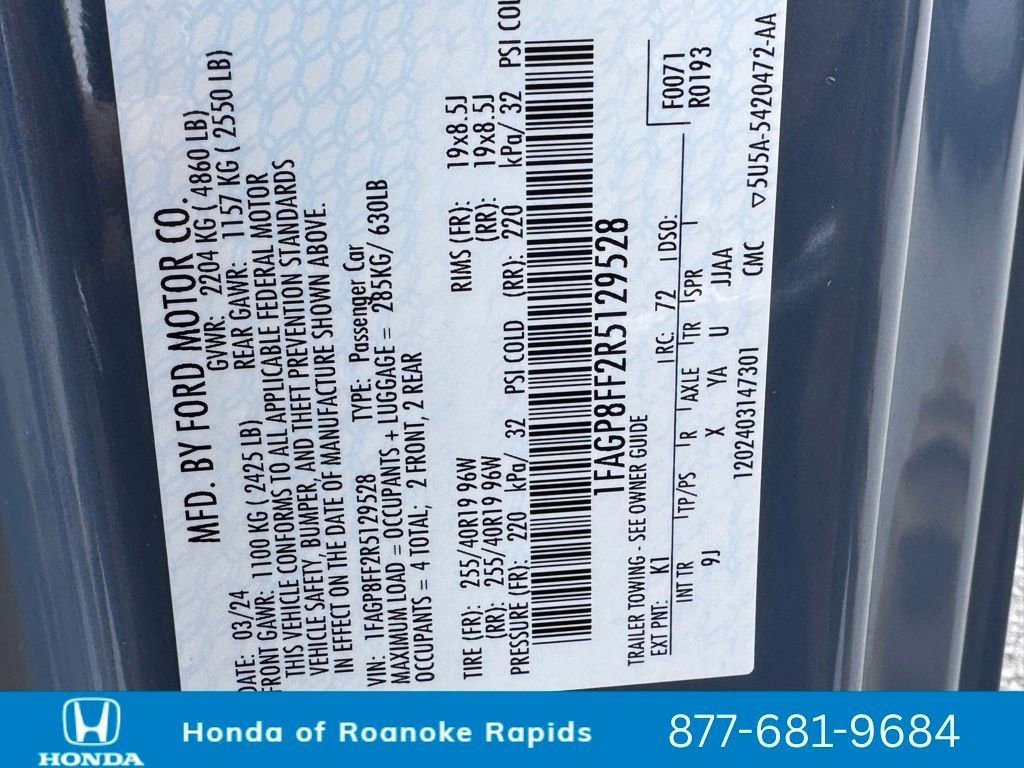 MFD. BY FORD MOTOR CO.
DATE: 03/24 GVWR: 2204 KG ( 4860 LB)
FRONT GAWR: 1100 KG ( 2425 LB) REAR GAWR: 1157 KG ( 2550 LB)
THIS VEHICLE CONFORMS TO ALL APPLICABLE FEDERAL MOTOR
VEHICLE SAFETY, BUMPER, AND THEFT PREVENTION STANDARDS
IN EFFECT ON THE DATE OF MANUFACTURE SHOWN ABOVE.
VIN: 1FAGP8FF2R5129528 TYPE: Passenger Car
MAXIMUM LOAD = OCCUPANTS + LUGGAGE = 285KG/ 630LB
OCCUPANTS = 4 TOTAL; 2 FRONT, 2 REAR
TIRE (FR): 255/40R19 96W RIMS (FR): 19x8.5J
(RR): 255/40R19 96W (RR): 19x8.5J
PRESSURE (FR): 220 kPa/ 32 PSI COLD (RR): 220 kPa/ 32 PSI COL
1FAGP8FF2R5129528
F0071
R0193
TRAILER TOWING - SEE OWNER GUIDE
EXT PNT: K1 RC: 72 DSO:
INT TR TP/PS R AXLE TR SPR
9J X YA U JJAA
120240314730​1 CMC ▽5U5A-5420472-AA
HONDA
Honda of Roanoke Rapids
877-681-9684